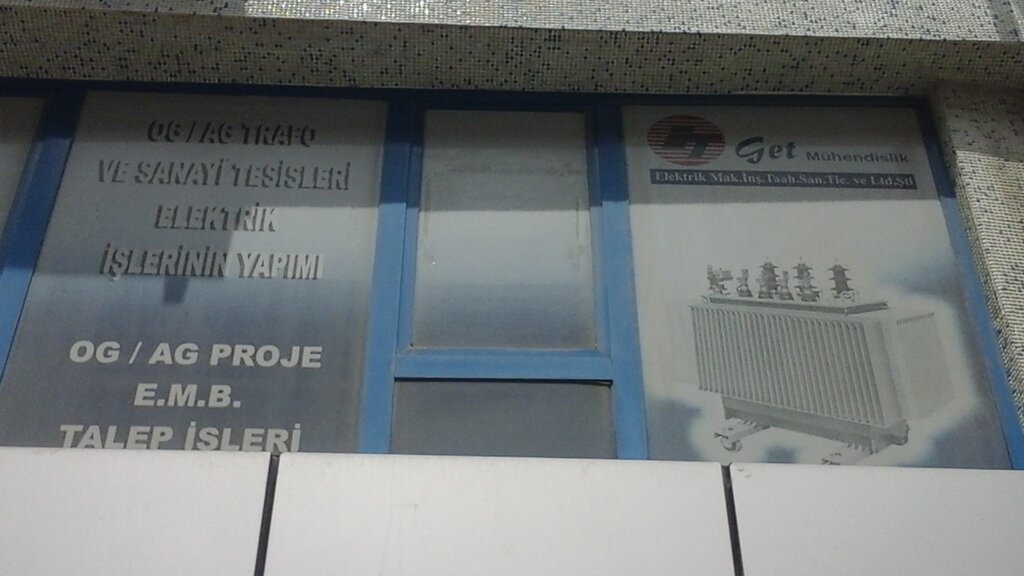 OG / AG TRAFO
VE SANAYİ TESİSLERİ
ELEKTRİK
İŞLERİNİN YAPIMI
OG / AG PROJE
E.M.B.
TALEP İŞLERİ
Get Mühendislik
Elektrik Mak.İnş.Taah.San.Tic. ve Ltd.Şti